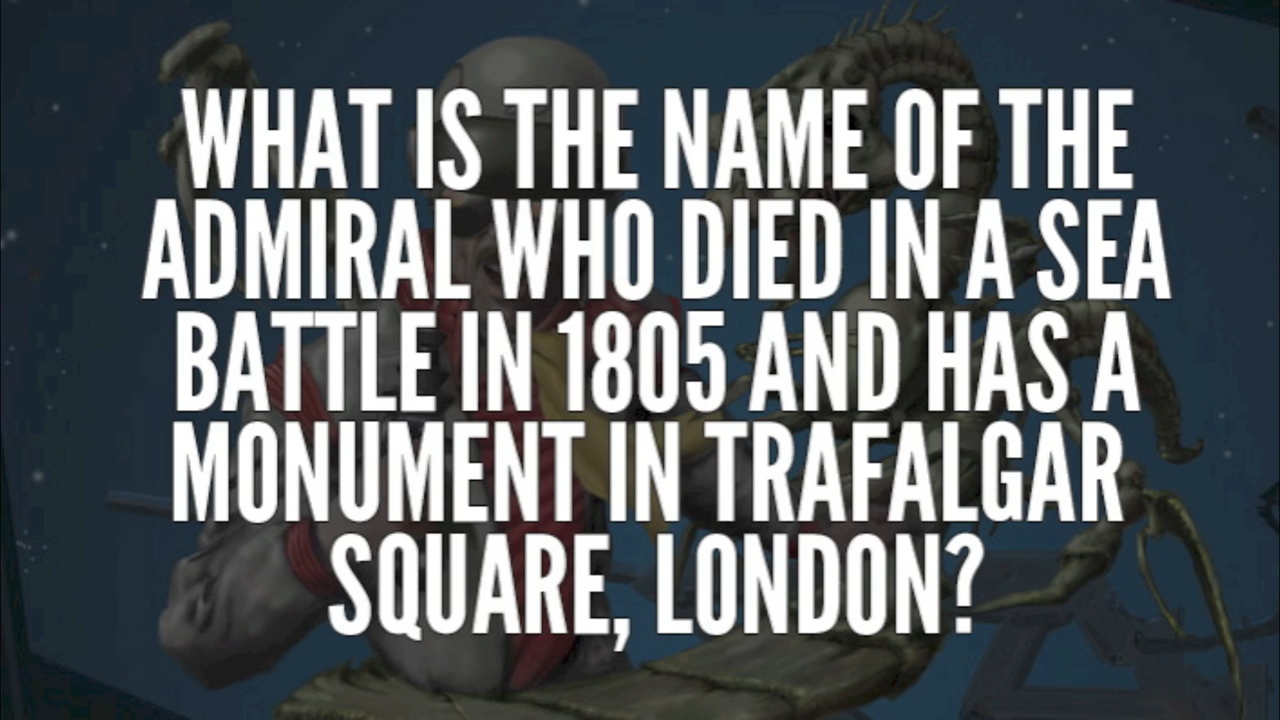 WHAT IS THE NAME OF THE
ADMIRAL WHO DIED IN A SEA
BATTLE IN 1805 AND HAS A
MONUMENT IN TRAFALGAR
SQUARE, LONDON?